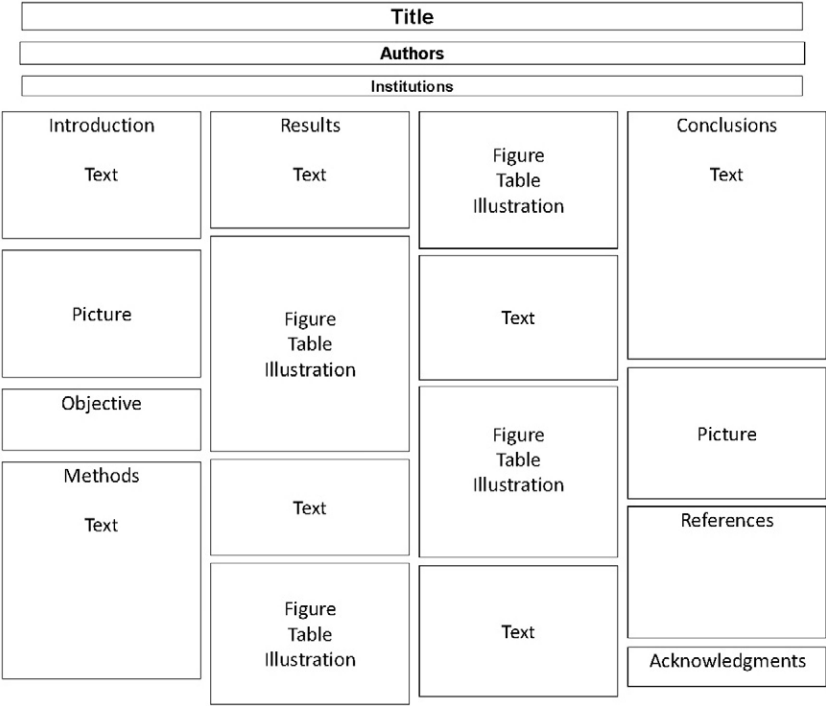 Title
Authors
Institutions
Introduction
Text
Picture
Objective
Methods
Text
Results
Text
Figure
Table
Illustration
Text
Figure
Table
Illustration
Figure
Table
Illustration
Text
Figure
Table
Illustration
Text
Conclusions
Text
Picture
References
Acknowledgments